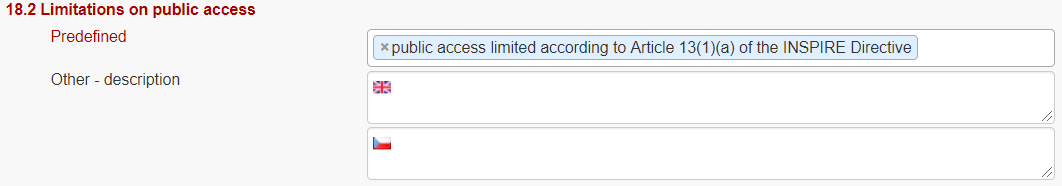 18.2 Limitations on public access
Predefined
×public access limited according to Article 13(1)(a) of the INSPIRE Directive
Other - description